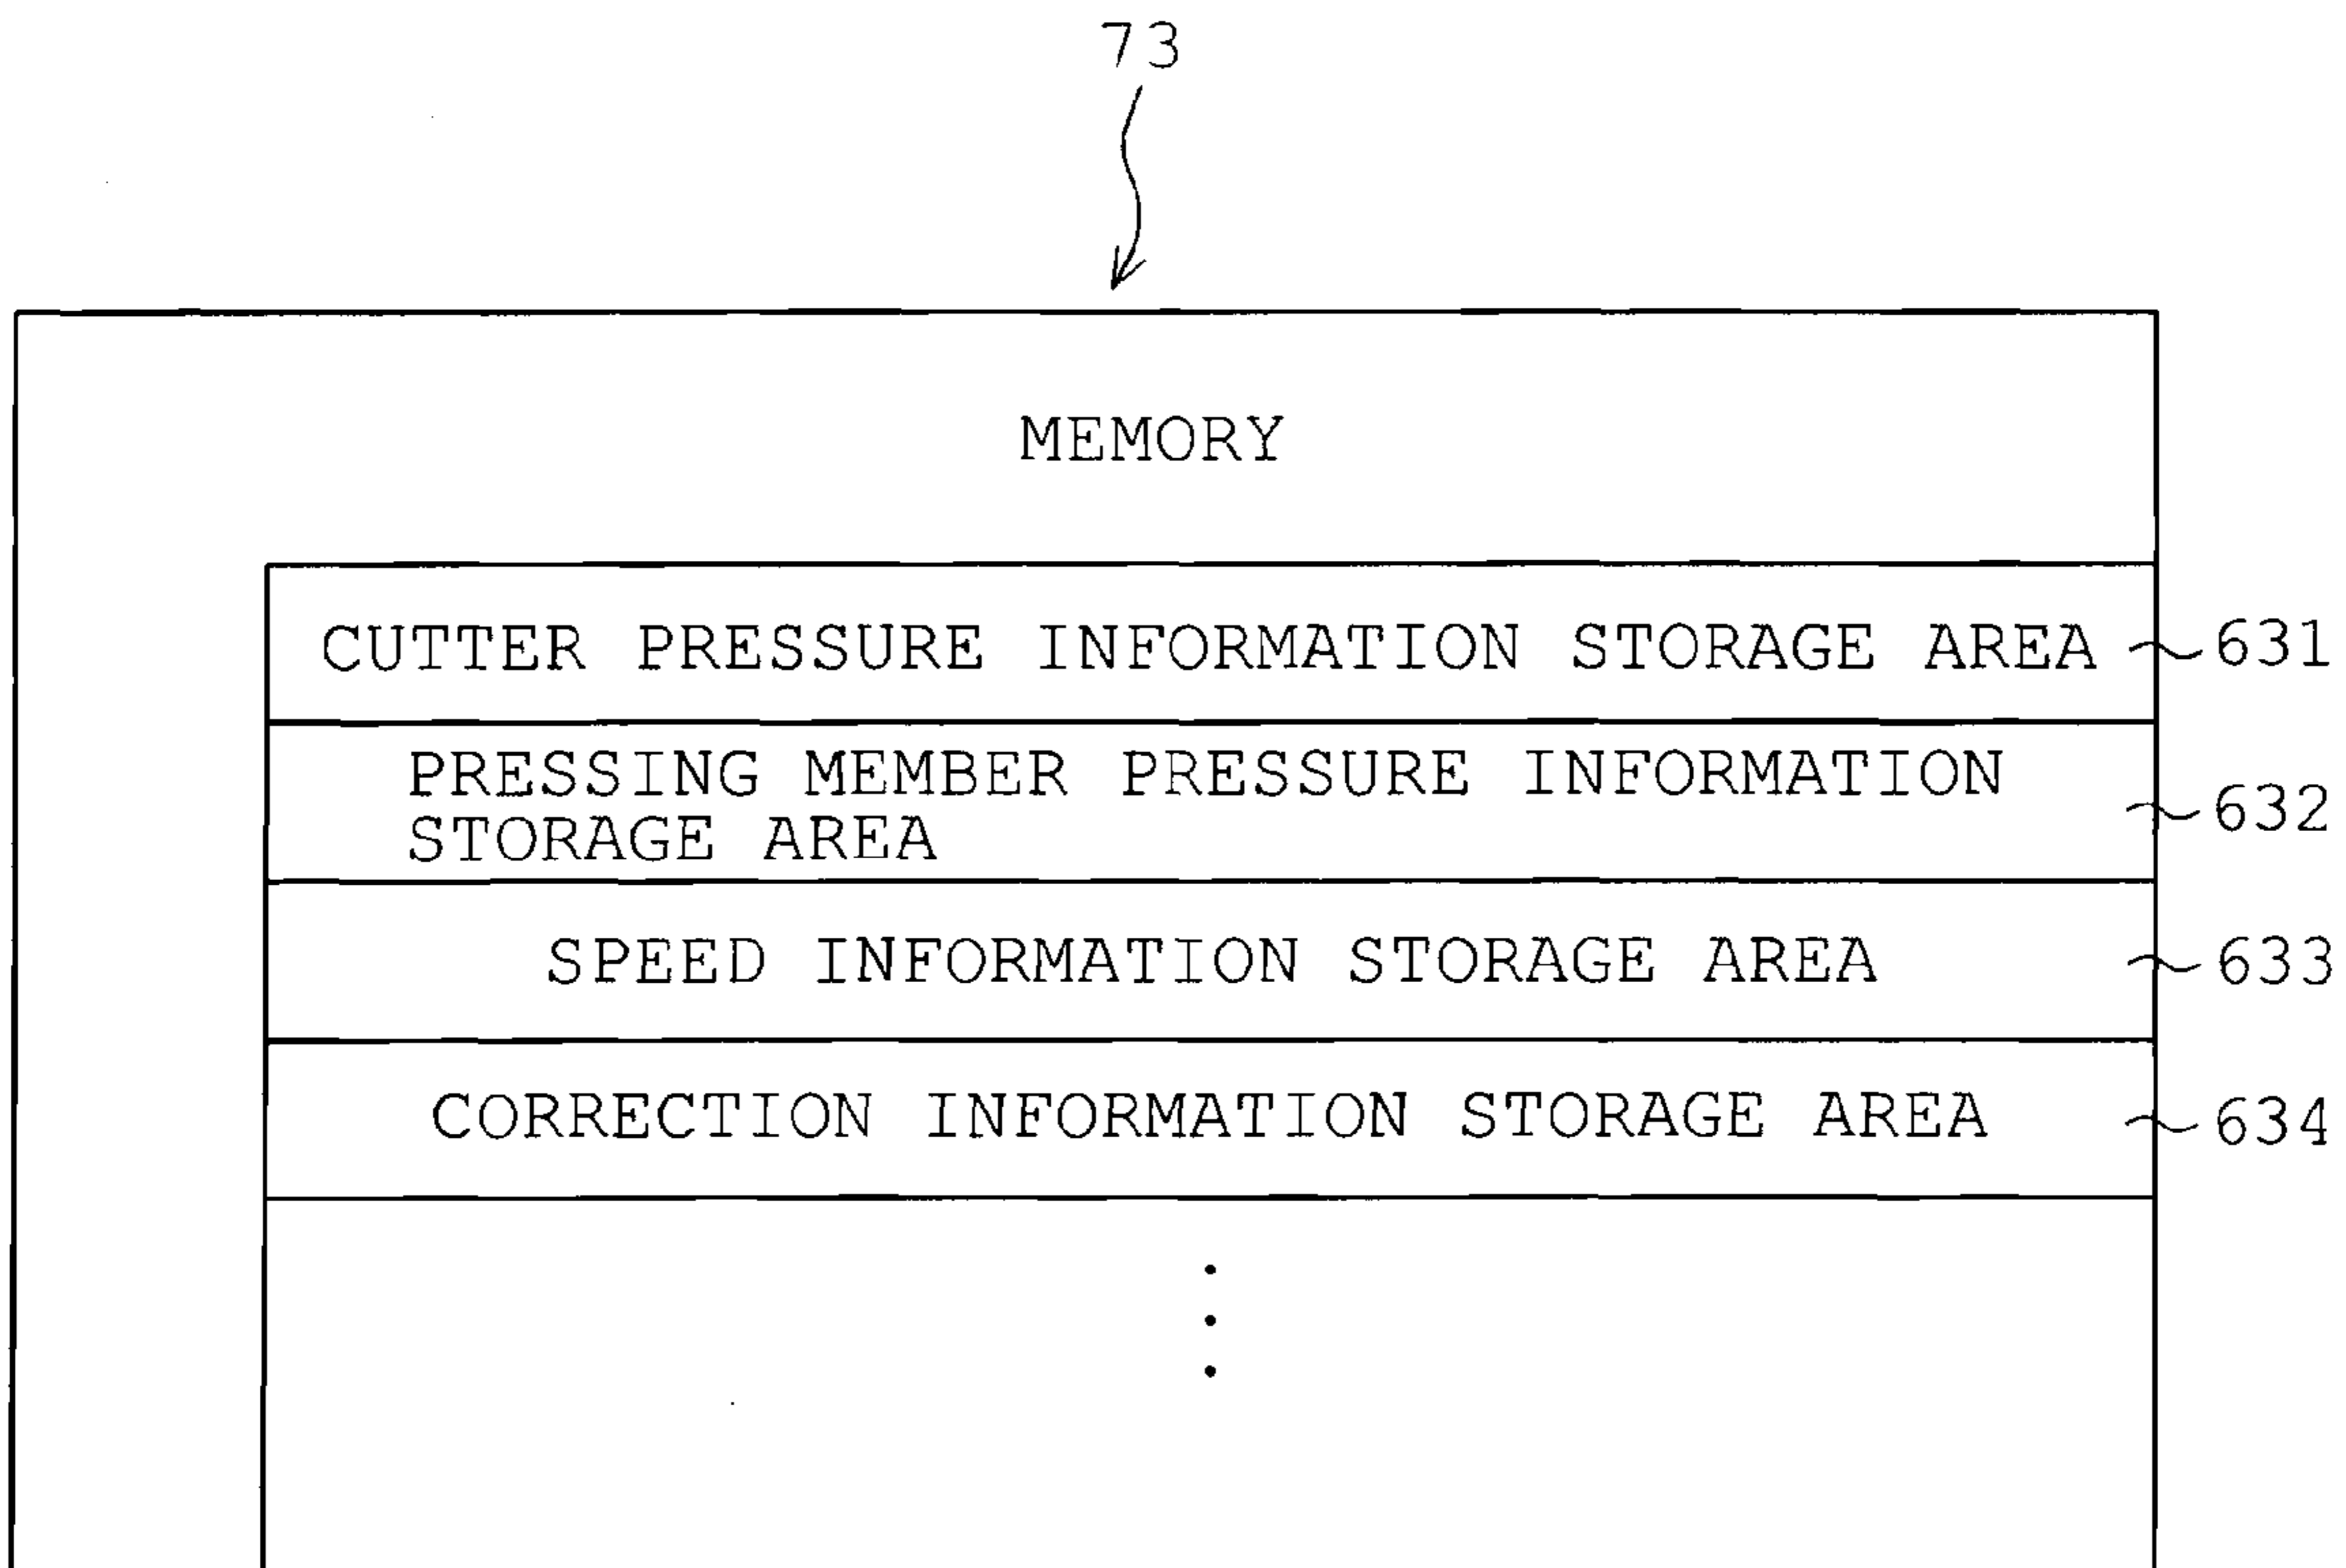 73
MEMORY
CUTTER PRESSURE INFORMATION STORAGE AREA 631
PRESSING MEMBER PRESSURE INFORMATION
STORAGE AREA 632
SPEED INFORMATION STORAGE AREA 633
CORRECTION INFORMATION STORAGE AREA 634